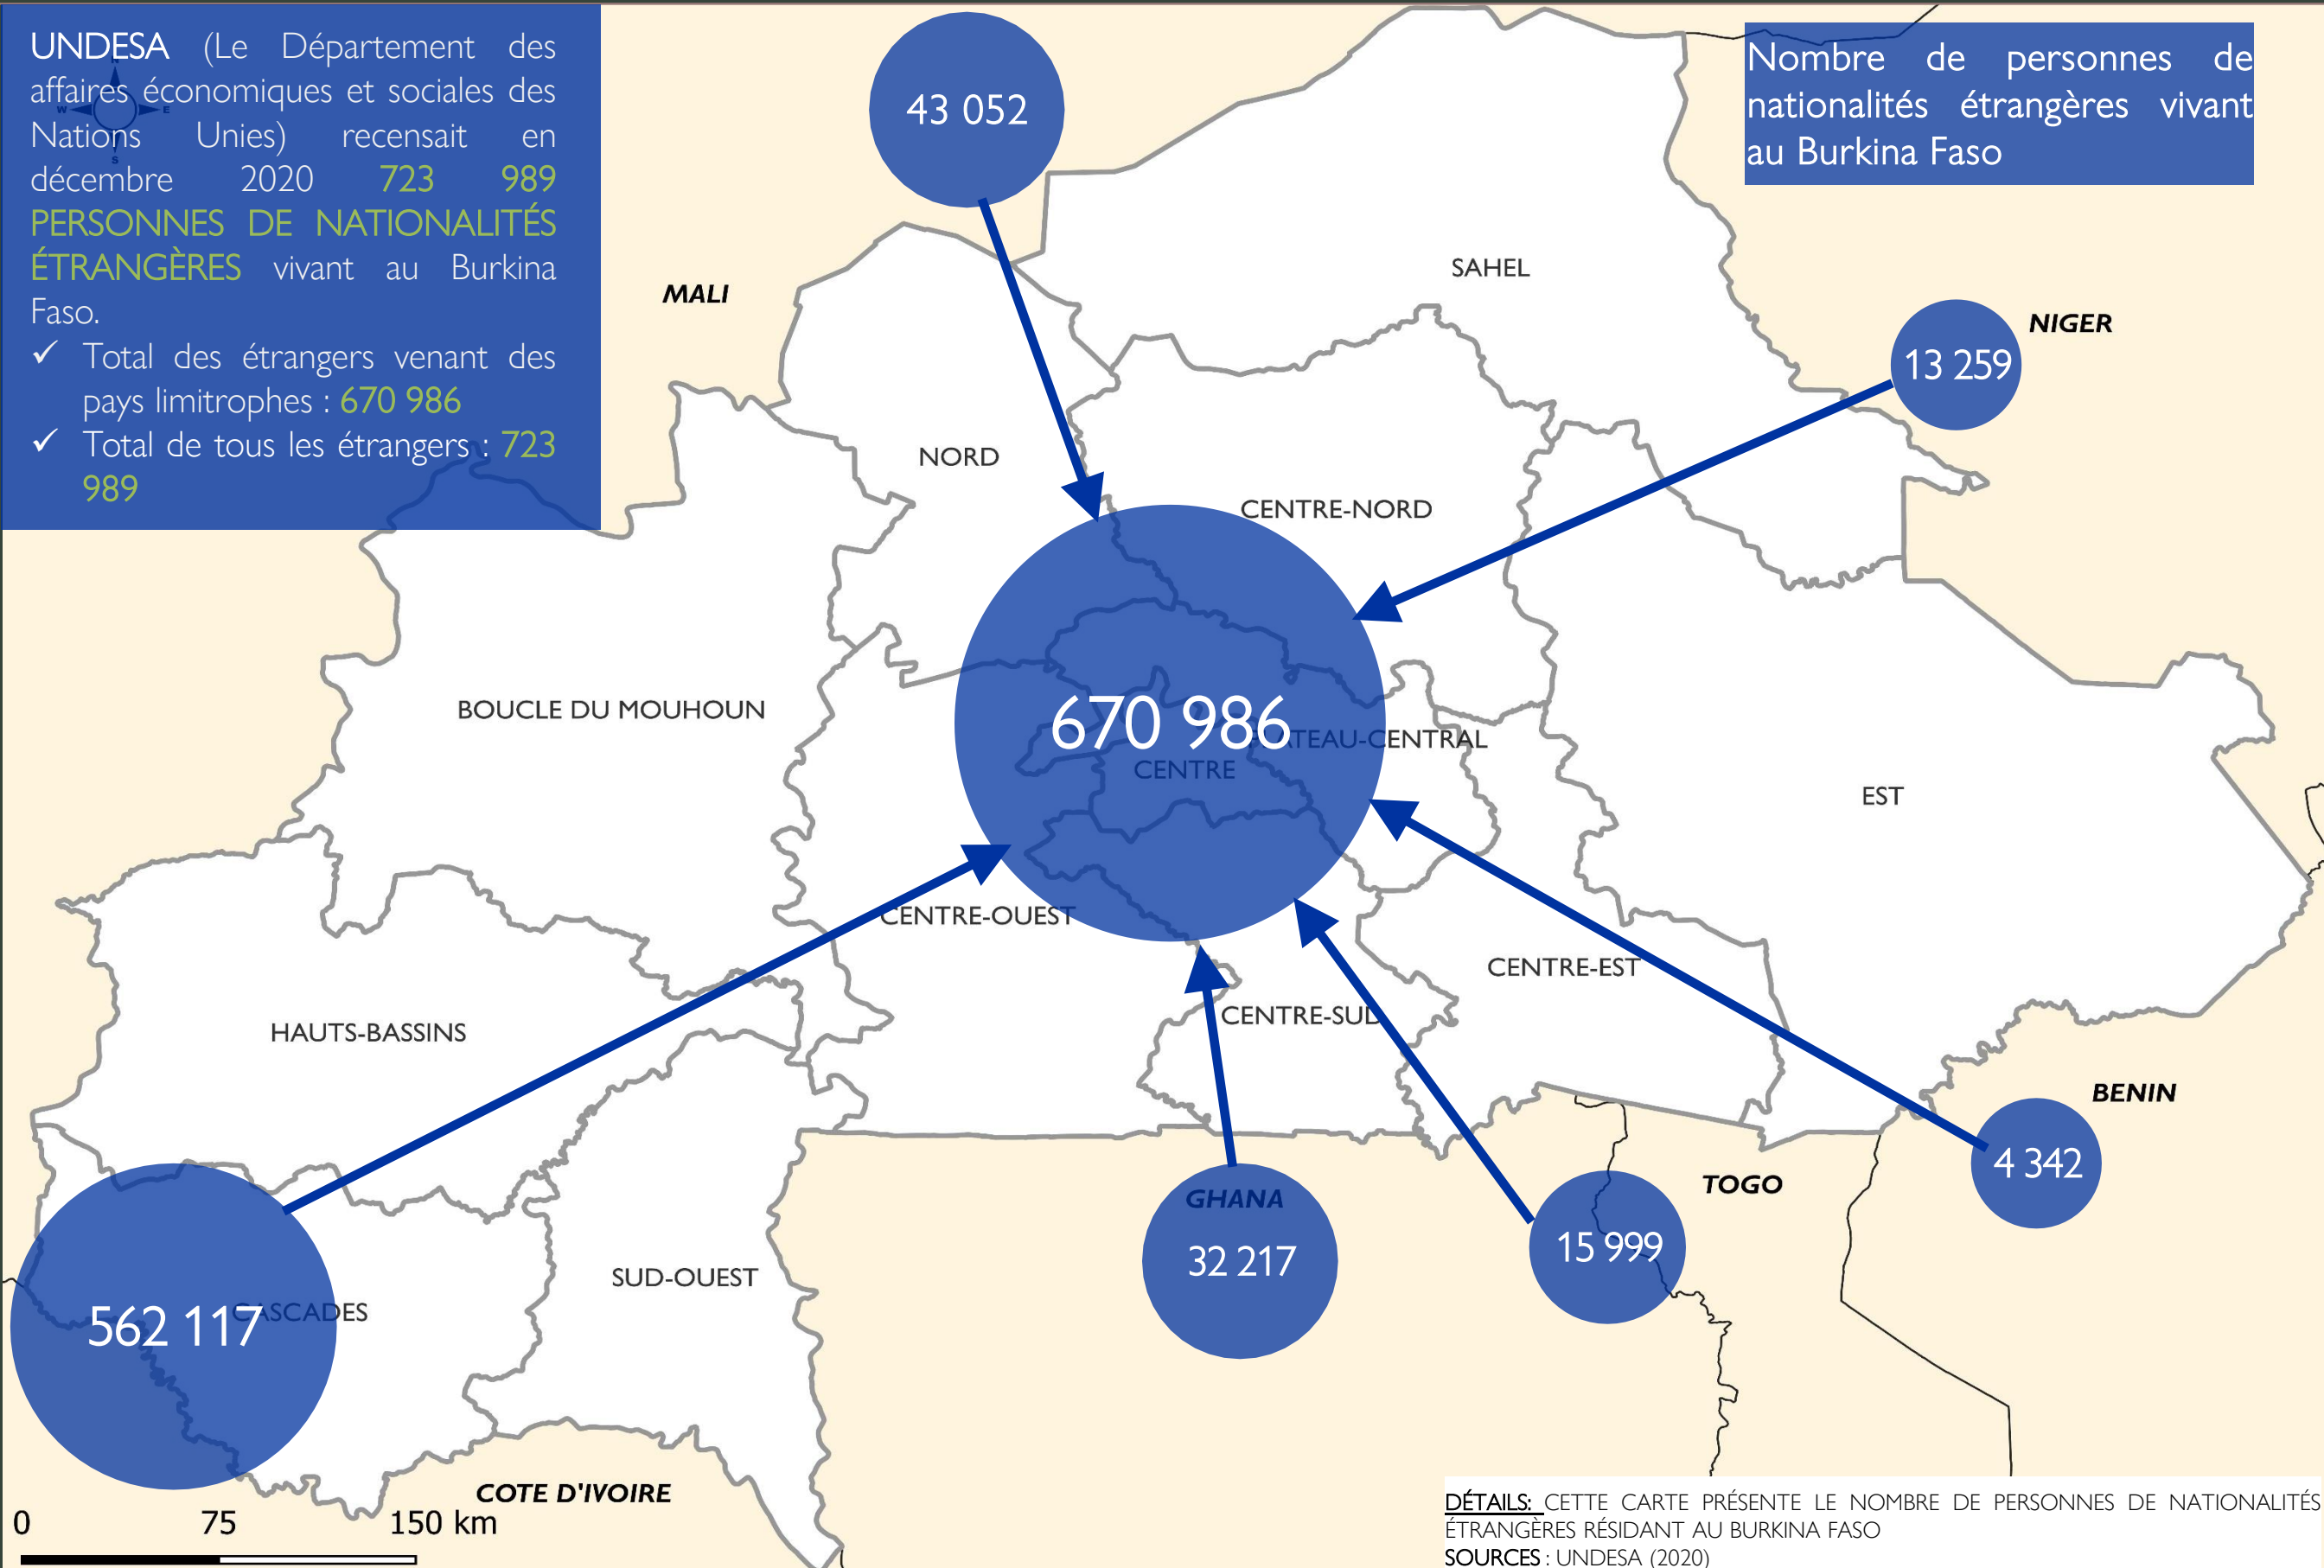 UNDESA (Le Département des
affaires économiques et sociales des
Nations Unies) recensait en
décembre 2020 723 989
PERSONNES DE NATIONALITÉS
ÉTRANGÈRES vivant au Burkina
Faso.
✓ Total des étrangers venant des
pays limitrophes : 670 986
✓ Total de tous les étrangers : 723
989
N
W
E
S
Nombre de personnes de
nationalités étrangères vivant
au Burkina Faso
43 052
MALI
SAHEL
NIGER
13 259
NORD
CENTRE-NORD
BOUCLE DU MOUHOUN
670 986
PLATEAU-CENTRAL
CENTRE
EST
CENTRE-OUEST
CENTRE-EST
CENTRE-SUD
HAUTS-BASSINS
BENIN
4 342
TOGO
GHANA
32 217
15 999
SUD-OUEST
CASCADES
562 117
COTE D'IVOIRE
0 75 150 km
DÉTAILS: CETTE CARTE PRÉSENTE LE NOMBRE DE PERSONNES DE NATIONALITÉS
ÉTRANGÈRES RÉSIDANT AU BURKINA FASO
SOURCES : UNDESA (2020)